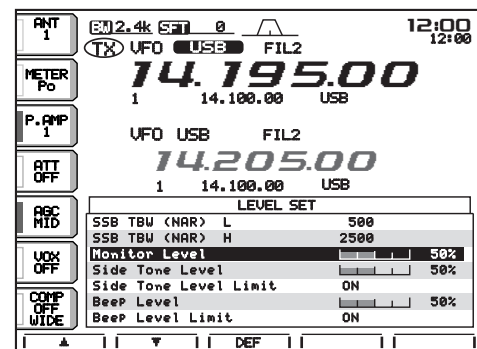 ANT 1
BW 2.4k SFT 0 12:00
12:00
TX VFO USB FIL2
14.195.00
1 14.100.00 USB
METER Po
P.AMP 1
VFO USB FIL2
14.205.00
1 14.100.00 USB
ATT OFF
AGC MID
VOX OFF
COMP OFF WIDE
LEVEL SET
SSB TBW (NAR) L 500
SSB TBW (NAR) H 2500
Monitor Level 50%
Side Tone Level 50%
Side Tone Level Limit ON
Beep Level 50%
Beep Level Limit ON
▲ ▼ DEF